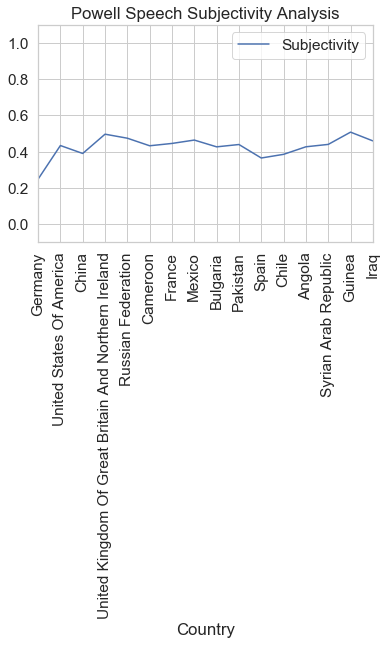 Powell Speech Subjectivity Analysis
Subjectivity
1.0
0.8
0.6
0.4
0.2
0.0
Germany
United States Of America
China
United Kingdom Of Great Britain And Northern Ireland
Russian Federation
Cameroon
France
Mexico
Bulgaria
Pakistan
Spain
Chile
Angola
Syrian Arab Republic
Guinea
Iraq
Country